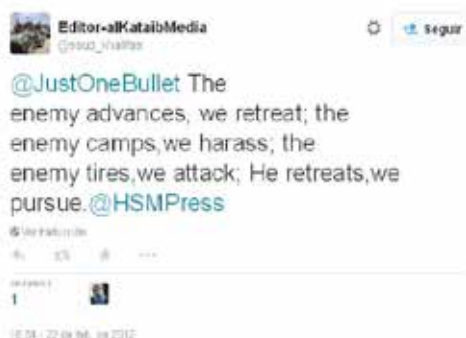 Editor-alKataibMedia
Seguir
@JustOneBullet The
enemy advances, we retreat; the
enemy camps,we harass; the
enemy tires,we attack; He retreats,we
pursue.@HSMPress
1